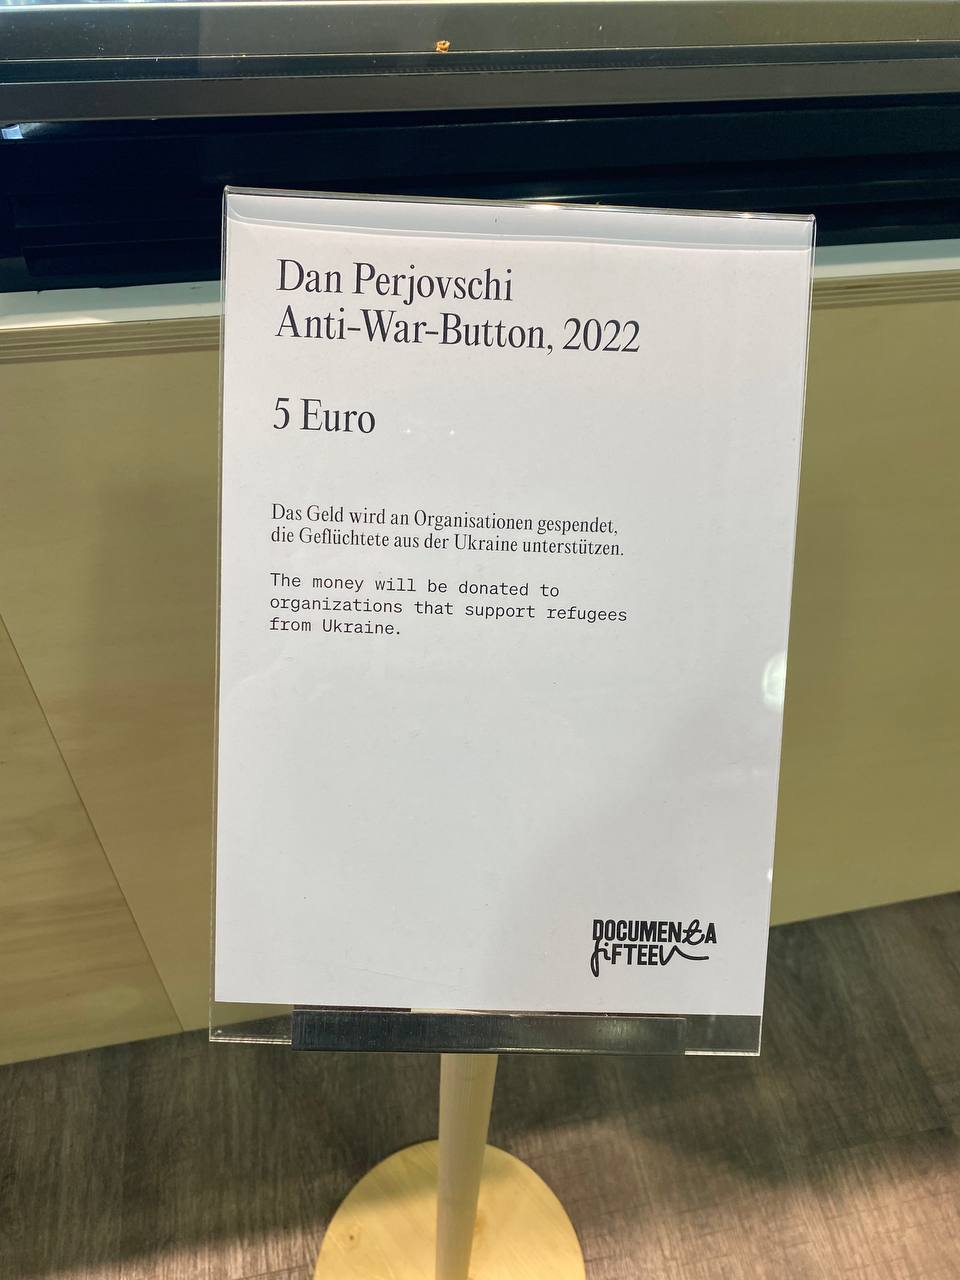 Dan Perjovschi
Anti-War-Button, 2022
5 Euro
Das Geld wird an Organisationen gespendet,
die Geflüchtete aus der Ukraine unterstützen.
The money will be donated to
organizations that support refugees
from Ukraine.
DOCUMENTA
FIFTEEN